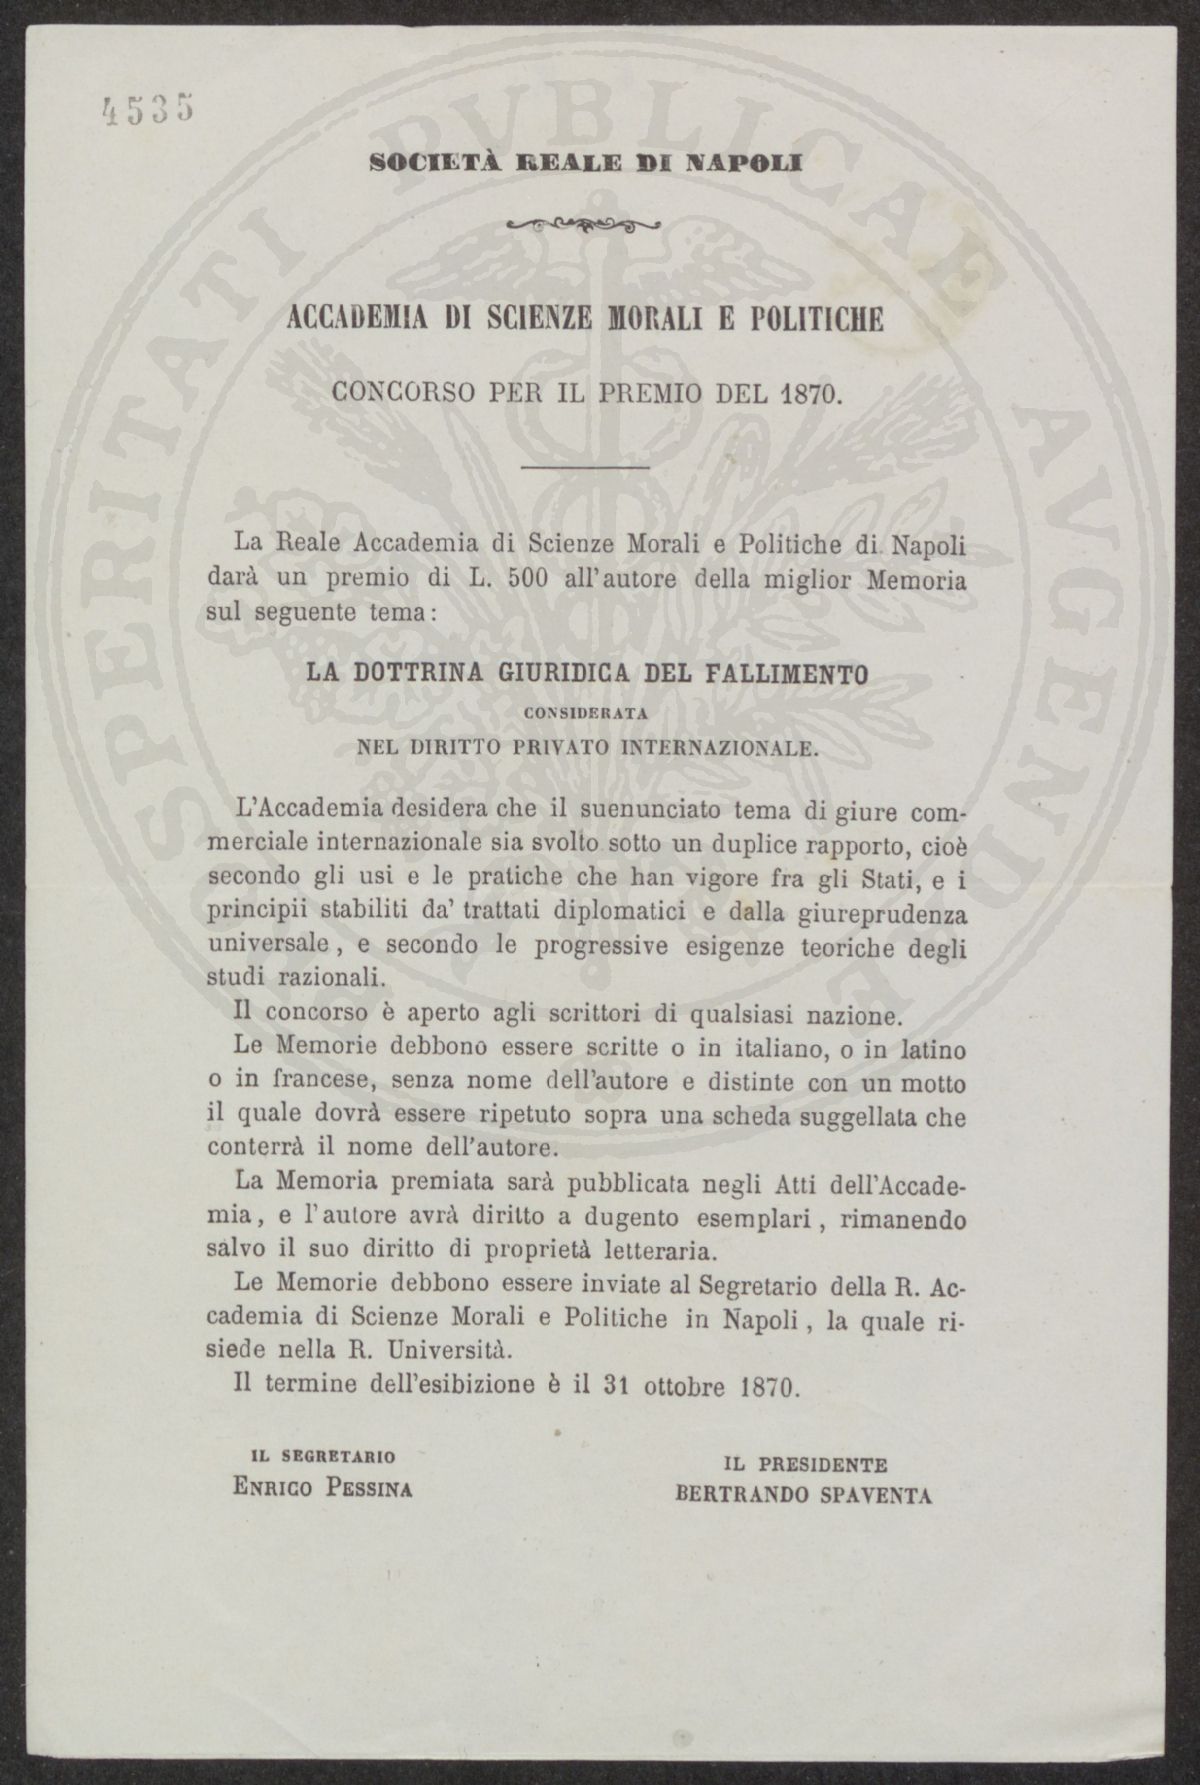 4535
SOCIETÀ REALE DI NAPOLI
ACCADEMIA DI SCIENZE MORALI E POLITICHE
CONCORSO PER IL PREMIO DEL 1870.
La Reale Accademia di Scienze Morali e Politiche di Napoli
darà un premio di L. 500 all'autore della miglior Memoria
sul seguente tema:
LA DOTTRINA GIURIDICA DEL FALLIMENTO
CONSIDERATA
NEL DIRITTO PRIVATO INTERNAZIONALE.
L'Accademia desidera che il suenunciato tema di giure com-
merciale internazionale sia svolto sotto un duplice rapporto, cioè
secondo gli usi e le pratiche che han vigore fra gli Stati, e i
principii stabiliti da' trattati diplomatici e dalla giureprudenza
universale, e secondo le progressive esigenze teoriche degli
studi razionali.
Il concorso è aperto agli scrittori di qualsiasi nazione.
Le Memorie debbono essere scritte o in italiano, o in latino
o in francese, senza nome dell'autore e distinte con un motto
il quale dovrà essere ripetuto sopra una scheda suggellata che
conterrà il nome dell'autore.
La Memoria premiata sarà pubblicata negli Atti dell'Accade-
mia, e l'autore avrà diritto a dugento esemplari, rimanendo
salvo il suo diritto di proprietà letteraria.
Le Memorie debbono essere inviate al Segretario della R. Ac-
cademia di Scienze Morali e Politiche in Napoli, la quale ri-
siede nella R. Università.
Il termine dell'esibizione è il 31 ottobre 1870.
IL SEGRETARIO
ENRICO PESSINA
IL PRESIDENTE
BERTRANDO SPAVENTA
PROSPERITATI PVBLICAE AVGENDAE